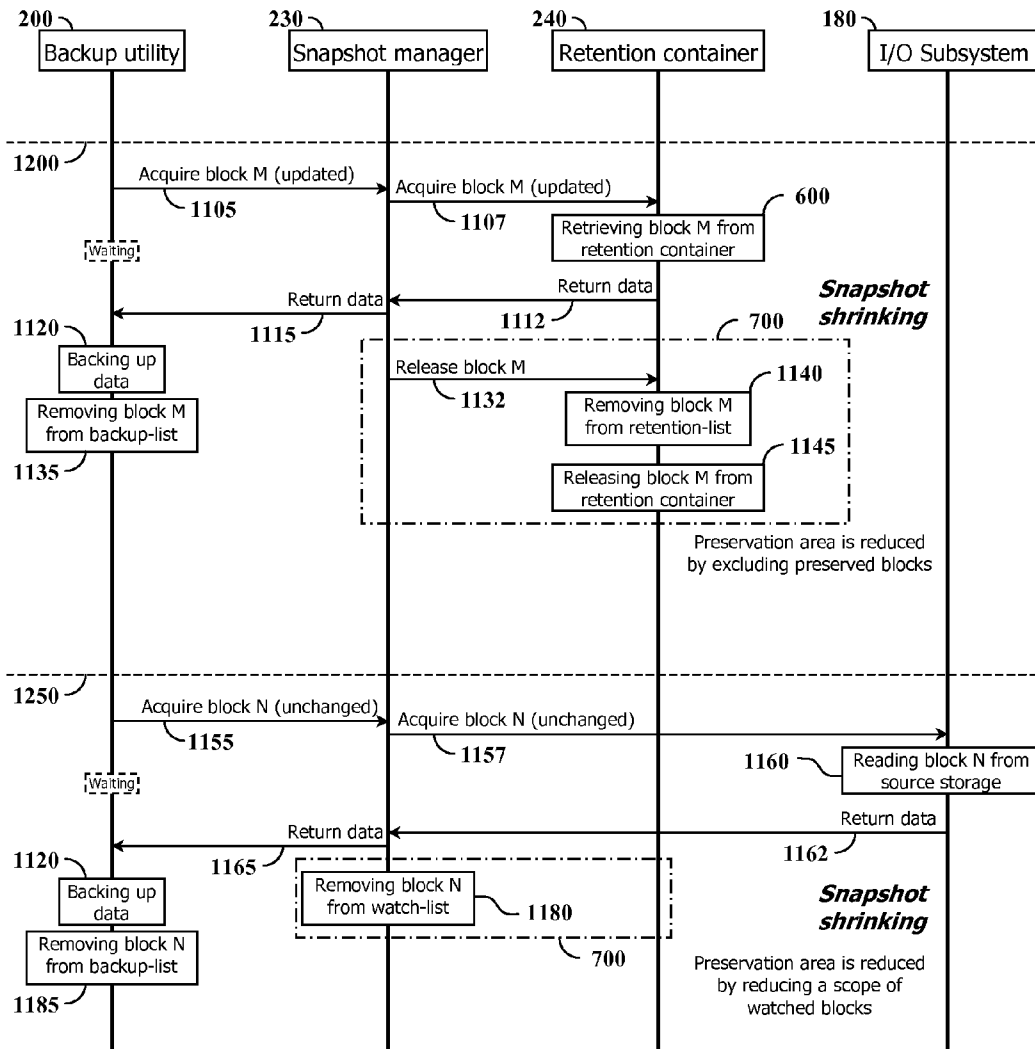 200
230
240
180
Backup utility
Snapshot manager
Retention container
I/O Subsystem
1200
Acquire block M (updated)
1105
Acquire block M (updated)
1107
600
Retrieving block M from
retention container
Waiting
Return data
1112
Return data
1115
Snapshot
shrinking
1120
Backing up
data
700
Release block M
1132
1140
Removing block M
from retention-list
Removing block M
from backup-list
1135
1145
Releasing block M from
retention container
Preservation area is reduced
by excluding preserved blocks
1250
Acquire block N (unchanged)
1155
Acquire block N (unchanged)
1157
1160
Reading block N from
source storage
Waiting
Return data
1162
Return data
1165
1120
Backing up
data
Removing block N
from watch-list
1180
700
Snapshot
shrinking
Removing block N
from backup-list
1185
Preservation area is reduced
by reducing a scope of
watched blocks